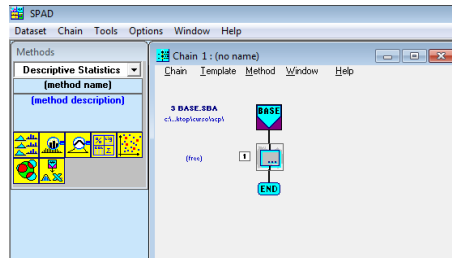 SPAD
Dataset Chain Tools Options Window Help
Methods
Descriptive Statistics
(method name)
(method description)
Chain 1 : (no name)
Chain Template Method Window Help
3 BASE.SBA
c:\...ktop\curso\acp\
BASE
(free)
1
...
END